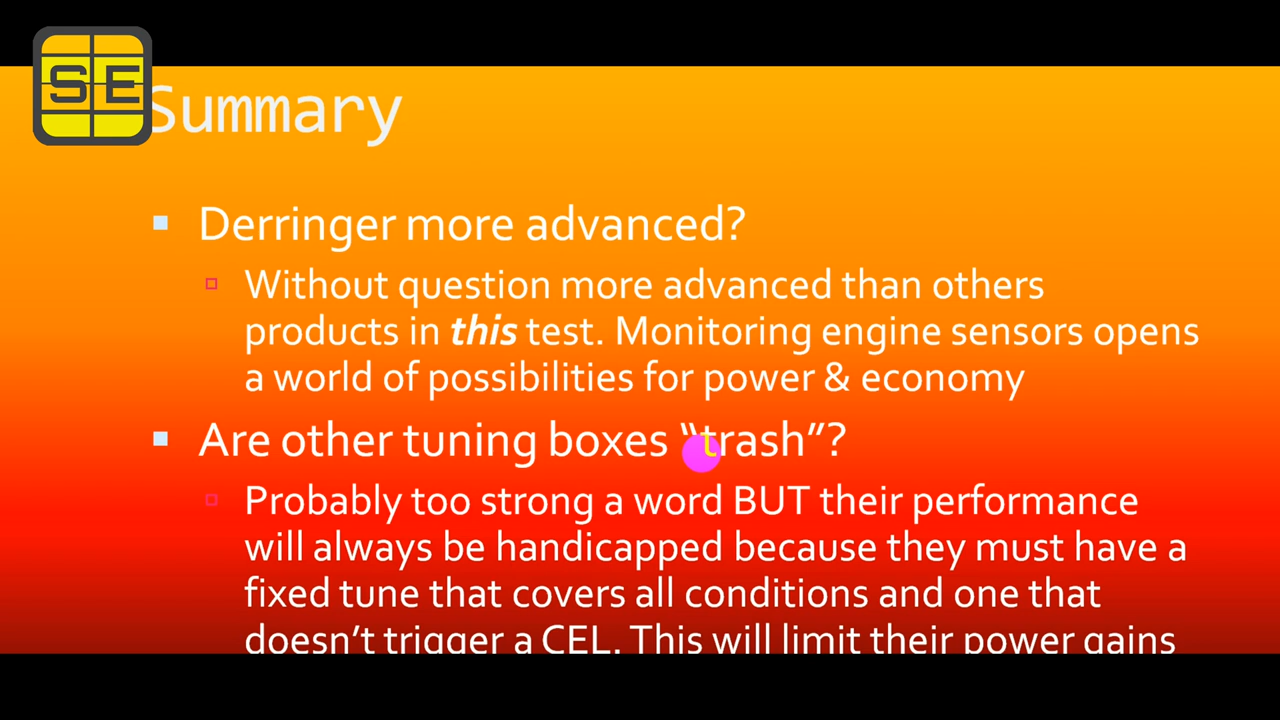 SE
Summary
Derringer more advanced?
Without question more advanced than others
products in this test. Monitoring engine sensors opens
a world of possibilities for power & economy
Are other tuning boxes “trash”?
Probably too strong a word BUT their performance
will always be handicapped because they must have a
fixed tune that covers all conditions and one that
doesn’t trigger a CEL. This will limit their power gains